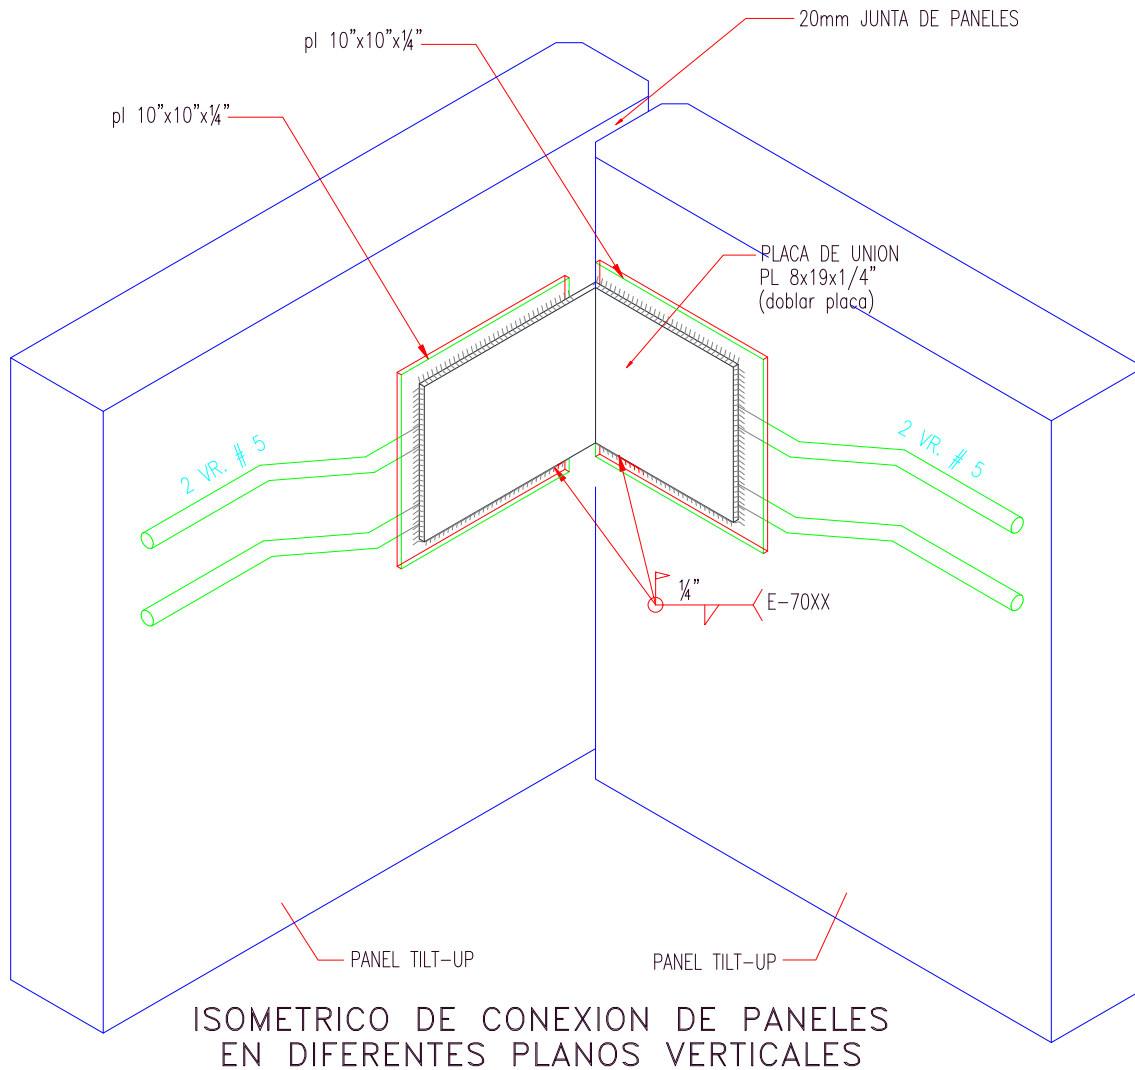 20mm JUNTA DE PANELES
pl 10"x10"x¼"
pl 10"x10"x¼"
PLACA DE UNION
PL 8x19x1/4"
(doblar placa)
2 VR. # 5
2 VR. # 5
¼"
E-70XX
PANEL TILT-UP
PANEL TILT-UP
ISOMETRICO DE CONEXION DE PANELES
EN DIFERENTES PLANOS VERTICALES